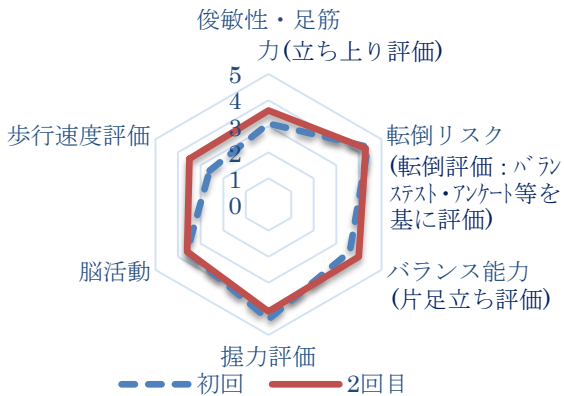 俊敏性・足筋
力(立ち上り評価)
5
4
3
2
1
0
歩行速度評価
転倒リスク
(転倒評価：バラン
ステスト・アンケート等を
基に評価)
脳活動
バランス能力
(片足立ち評価)
握力評価
初回 2回目